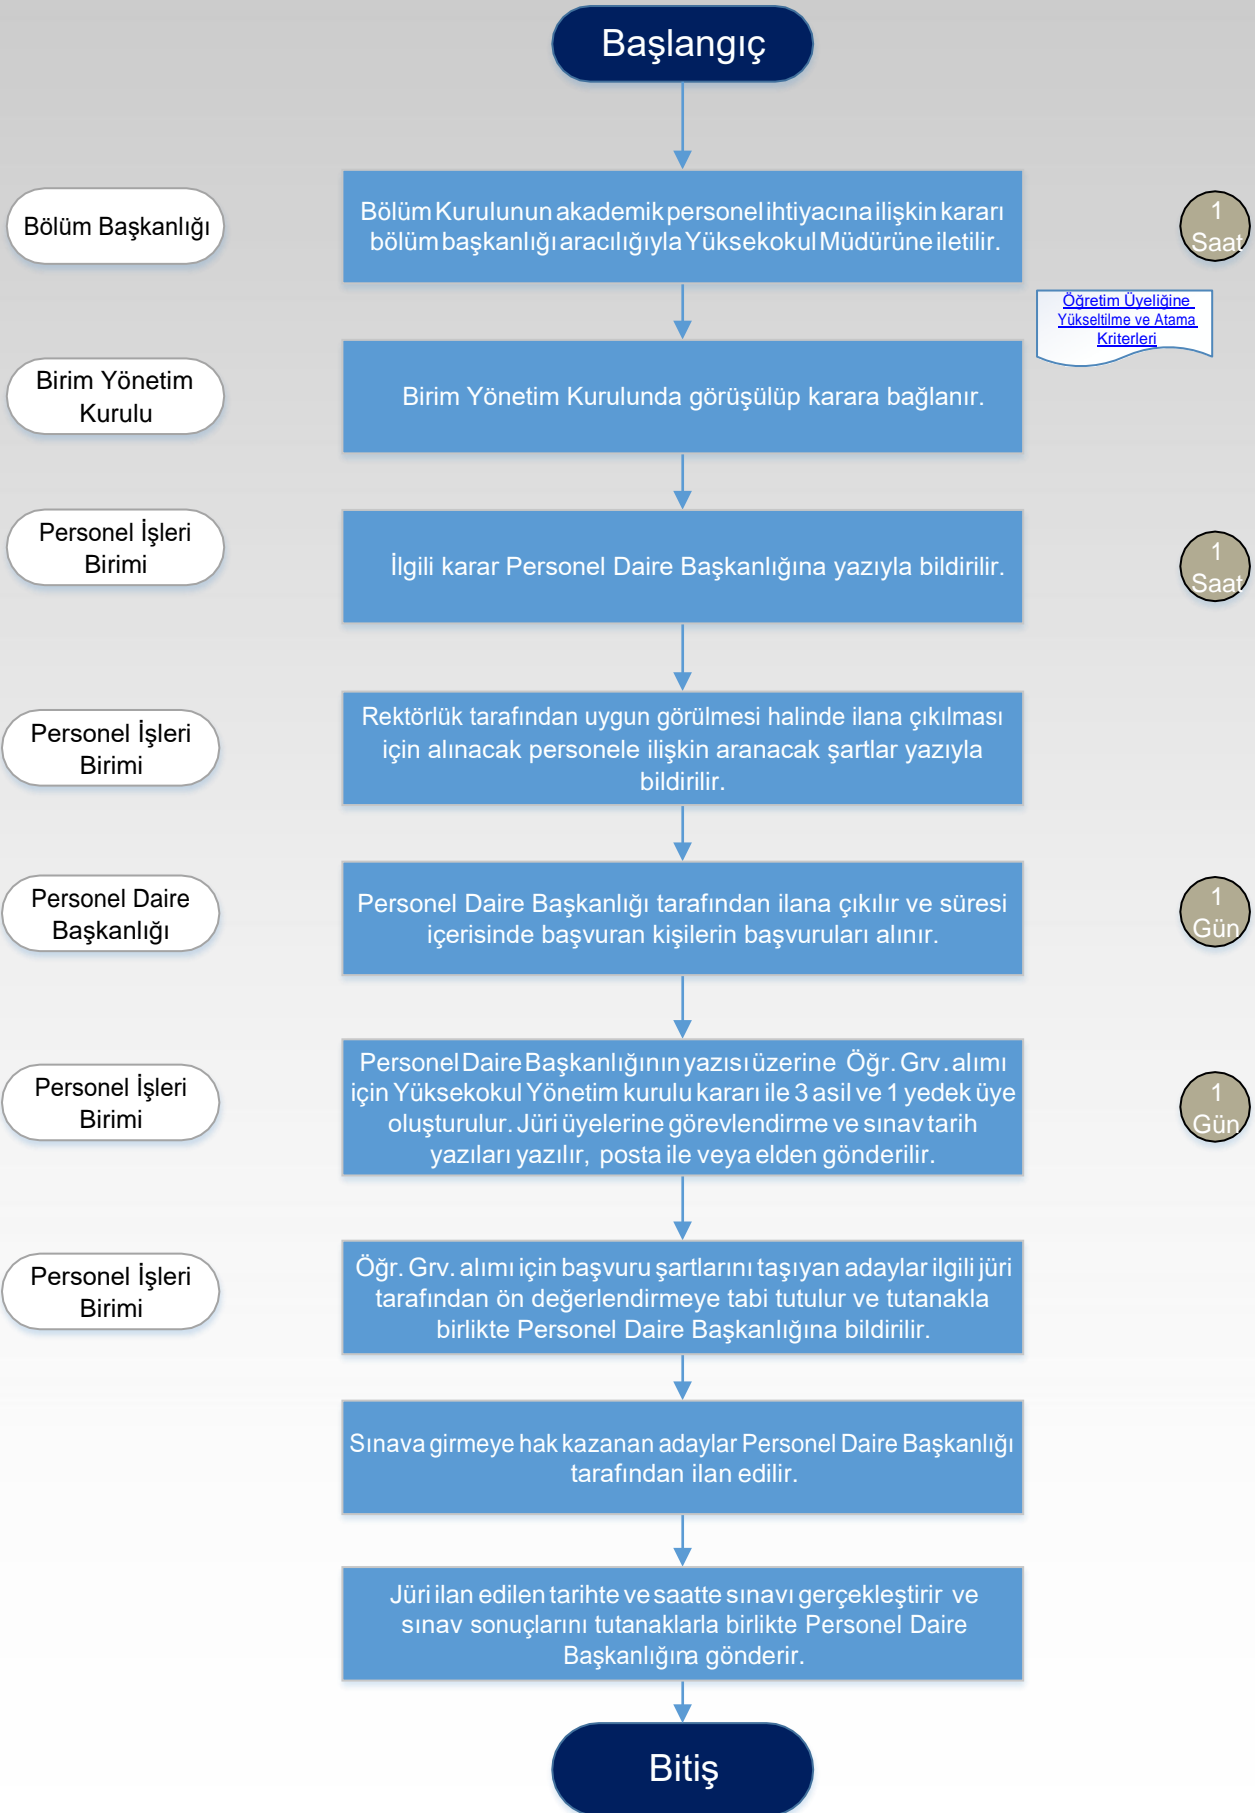 Başlangıç
Bölüm Başkanlığı
Bölüm Kurulunun akademik personel ihtiyacına ilişkin kararı
bölüm başkanlığı aracılığıyla Yüksekokul Müdürüne iletilir.
1
Saat
Öğretim Üyeliğine
Yükseltilme ve Atama
Kriterleri
Birim Yönetim
Kurulu
Birim Yönetim Kurulunda görüşülüp karara bağlanır.
Personel İşleri
Birimi
İlgili karar Personel Daire Başkanlığına yazıyla bildirilir.
1
Saat
Personel İşleri
Birimi
Rektörlük tarafından uygun görülmesi halinde ilana çıkılması
için alınacak personele ilişkin aranacak şartlar yazıyla
bildirilir.
Personel Daire
Başkanlığı
Personel Daire Başkanlığı tarafından ilana çıkılır ve süresi
içerisinde başvuran kişilerin başvuruları alınır.
1
Gün
Personel İşleri
Birimi
Personel Daire Başkanlığının yazısı üzerine Öğr. Grv. alımı
için Yüksekokul Yönetim kurulu kararı ile 3 asil ve 1 yedek üye
oluşturulur. Jüri üyelerine görevlendirme ve sınav tarih
yazıları yazılır, posta ile veya elden gönderilir.
1
Gün
Personel İşleri
Birimi
Öğr. Grv. alımı için başvuru şartlarını taşıyan adaylar ilgili jüri
tarafından ön değerlendirmeye tabi tutulur ve tutanakla
birlikte Personel Daire Başkanlığına bildirilir.
Sınava girmeye hak kazanan adaylar Personel Daire Başkanlığı
tarafından ilan edilir.
Jüri ilan edilen tarihte ve saatte sınavı gerçekleştirir ve
sınav sonuçlarını tutanaklarla birlikte Personel Daire
Başkanlığına gönderir.
Bitiş